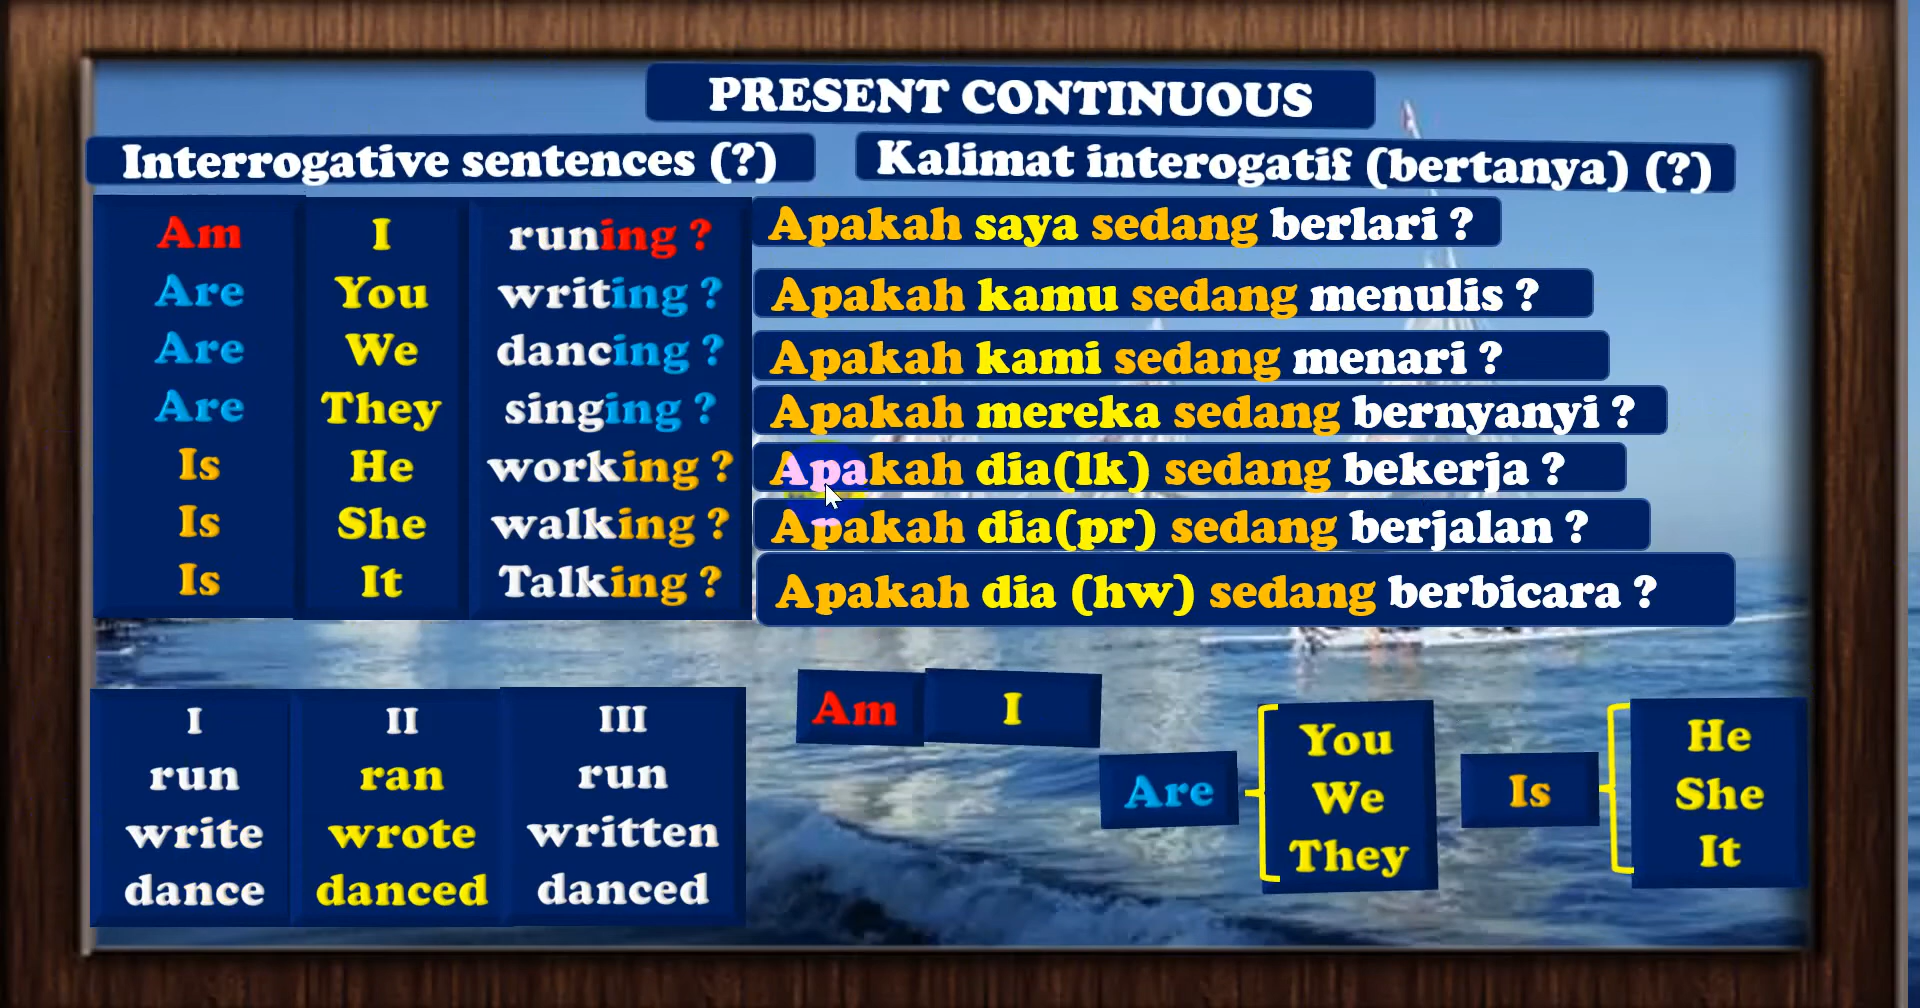 PRESENT CONTINUOUS
Interrogative sentences (?)
Kalimat interogatif (bertanya) (?)
Am I runing ? Apakah saya sedang berlari ?
Are You writing ? Apakah kamu sedang menulis ?
Are We dancing ? Apakah kami sedang menari ?
Are They singing ? Apakah mereka sedang bernyanyi ?
Is He working ? Apakah dia(lk) sedang bekerja ?
Is She walking ? Apakah dia(pr) sedang berjalan ?
Is It Talking ? Apakah dia (hw) sedang berbicara ?
I II III
run ran run
write wrote written
dance danced danced
Am I
Are
You
We
They
Is
He
She
It